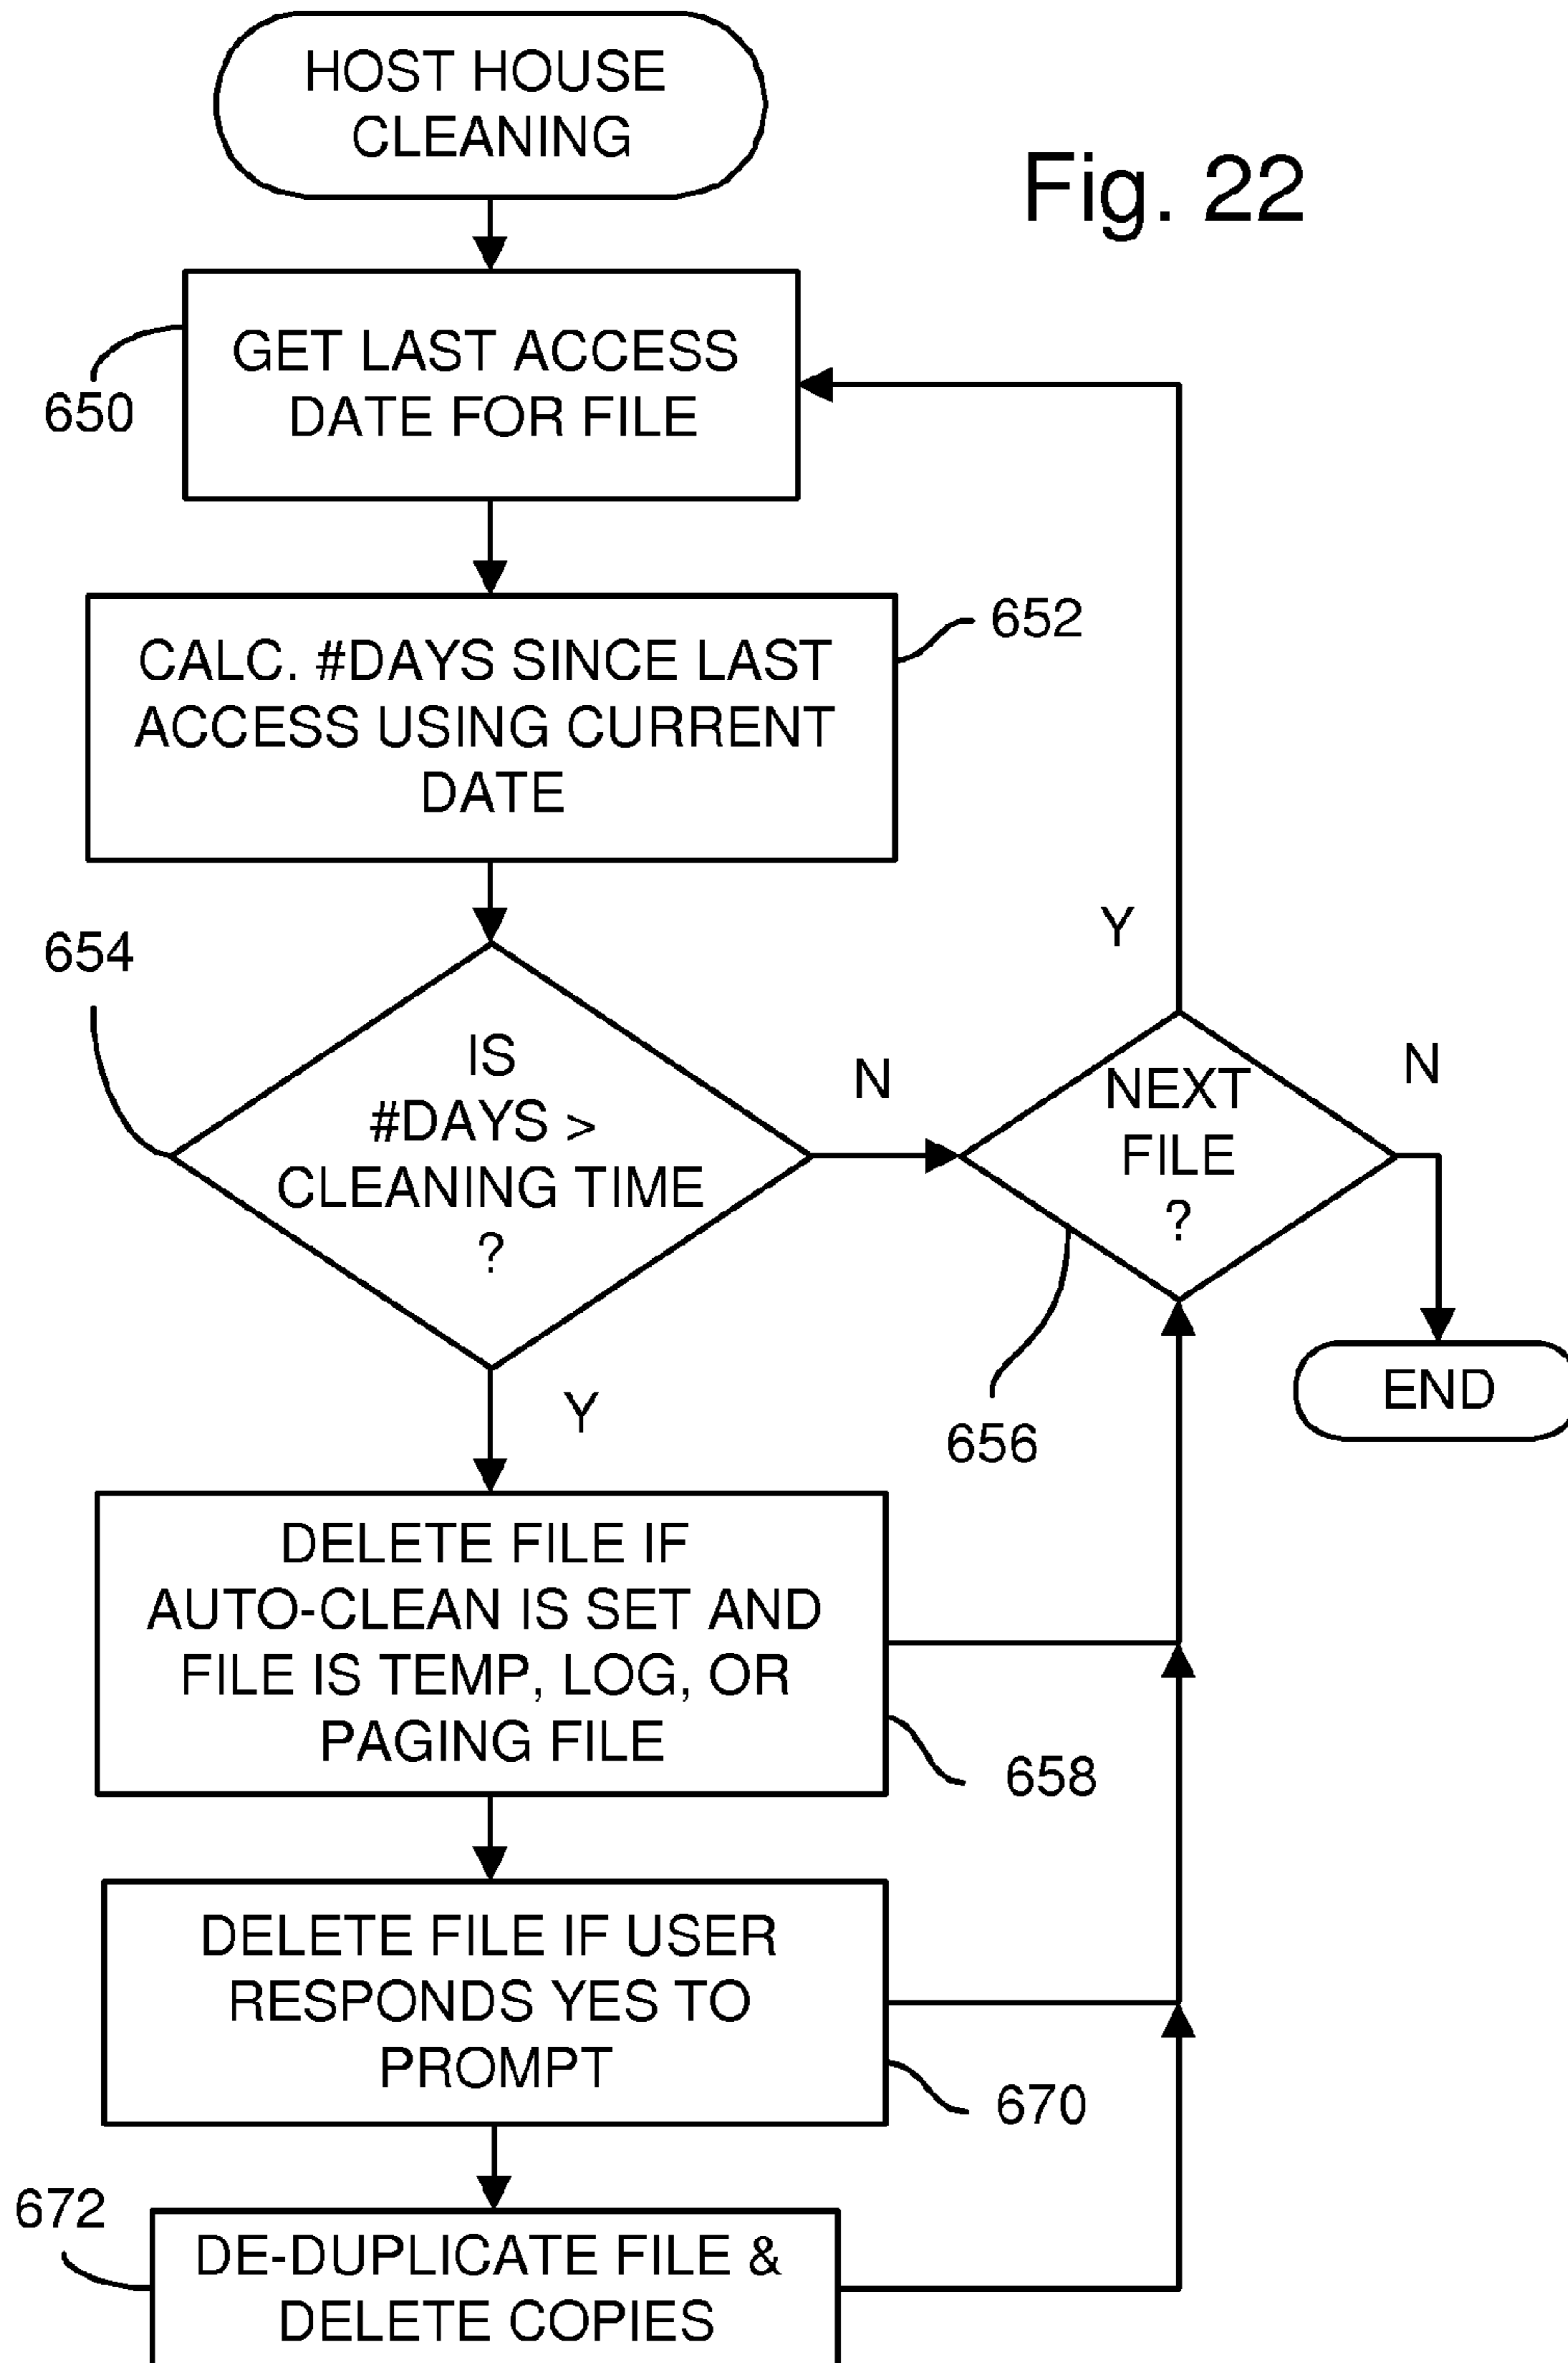 HOST HOUSE
CLEANING
Fig. 22
GET LAST ACCESS
DATE FOR FILE
650
CALC. #DAYS SINCE LAST
ACCESS USING CURRENT
DATE
652
654
IS
#DAYS >
CLEANING TIME
?
N
Y
NEXT
FILE
?
N
656
END
Y
DELETE FILE IF
AUTO-CLEAN IS SET AND
FILE IS TEMP, LOG, OR
PAGING FILE
658
DELETE FILE IF USER
RESPONDS YES TO
PROMPT
670
672
DE-DUPLICATE FILE &
DELETE COPIES